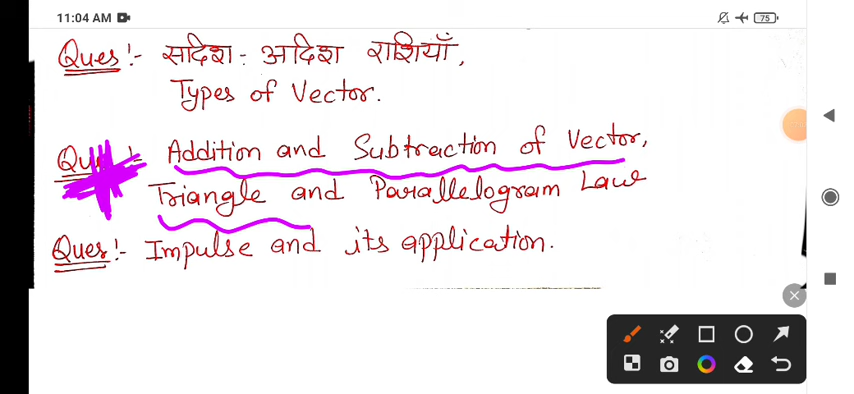 11:04 AM
75
Ques!- सदिश - अदिश राशियाँ,
Types of Vector.
Ques!- Addition and Subtraction of Vector,
Triangle and Parallelogram Law
Ques!- Impulse and its application.